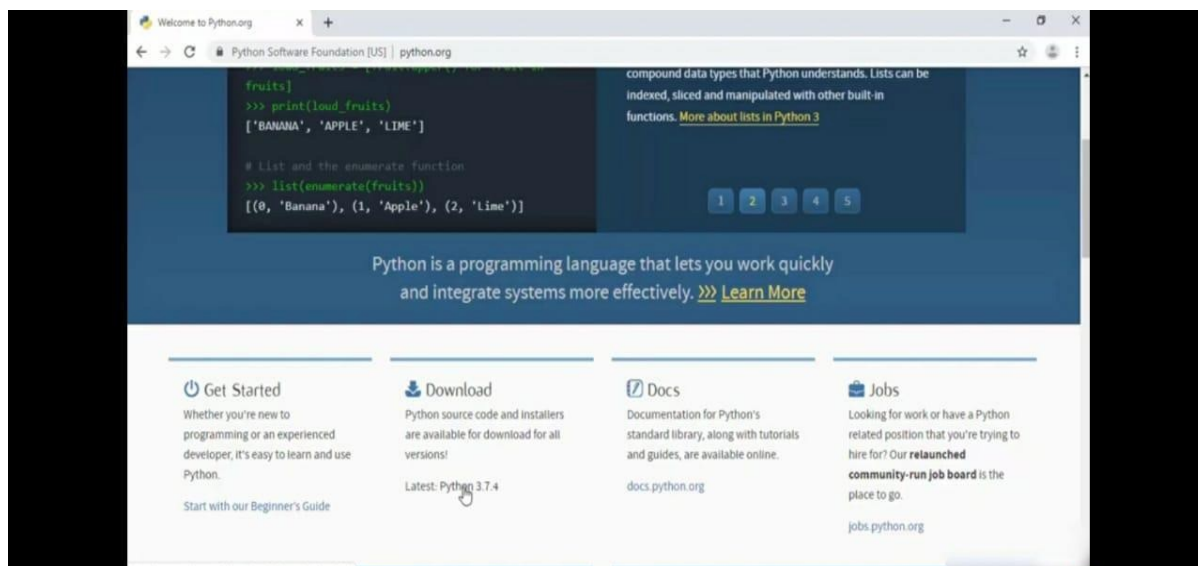 Welcome to Python.org
Python Software Foundation [US] | python.org
fruits]
>>> print(loud_fruits)
['BANANA', 'APPLE', 'LIME']
# List and the enumerate function
>>> list(enumerate(fruits))
[(0, 'Banana'), (1, 'Apple'), (2, 'Lime')]
compound data types that Python understands. Lists can be
indexed, sliced and manipulated with other built-in
functions. More about lists in Python 3
1 2 3 4 5
Python is a programming language that lets you work quickly
and integrate systems more effectively. >>> Learn More
Get Started
Whether you're new to
programming or an experienced
developer, it's easy to learn and use
Python.
Start with our Beginner's Guide
Download
Python source code and installers
are available for download for all
versions!
Latest: Python 3.7.4
Docs
Documentation for Python's
standard library, along with tutorials
and guides, are available online.
docs.python.org
Jobs
Looking for work or have a Python
related position that you're trying to
hire for? Our relaunched
community-run job board is the
place to go.
jobs.python.org